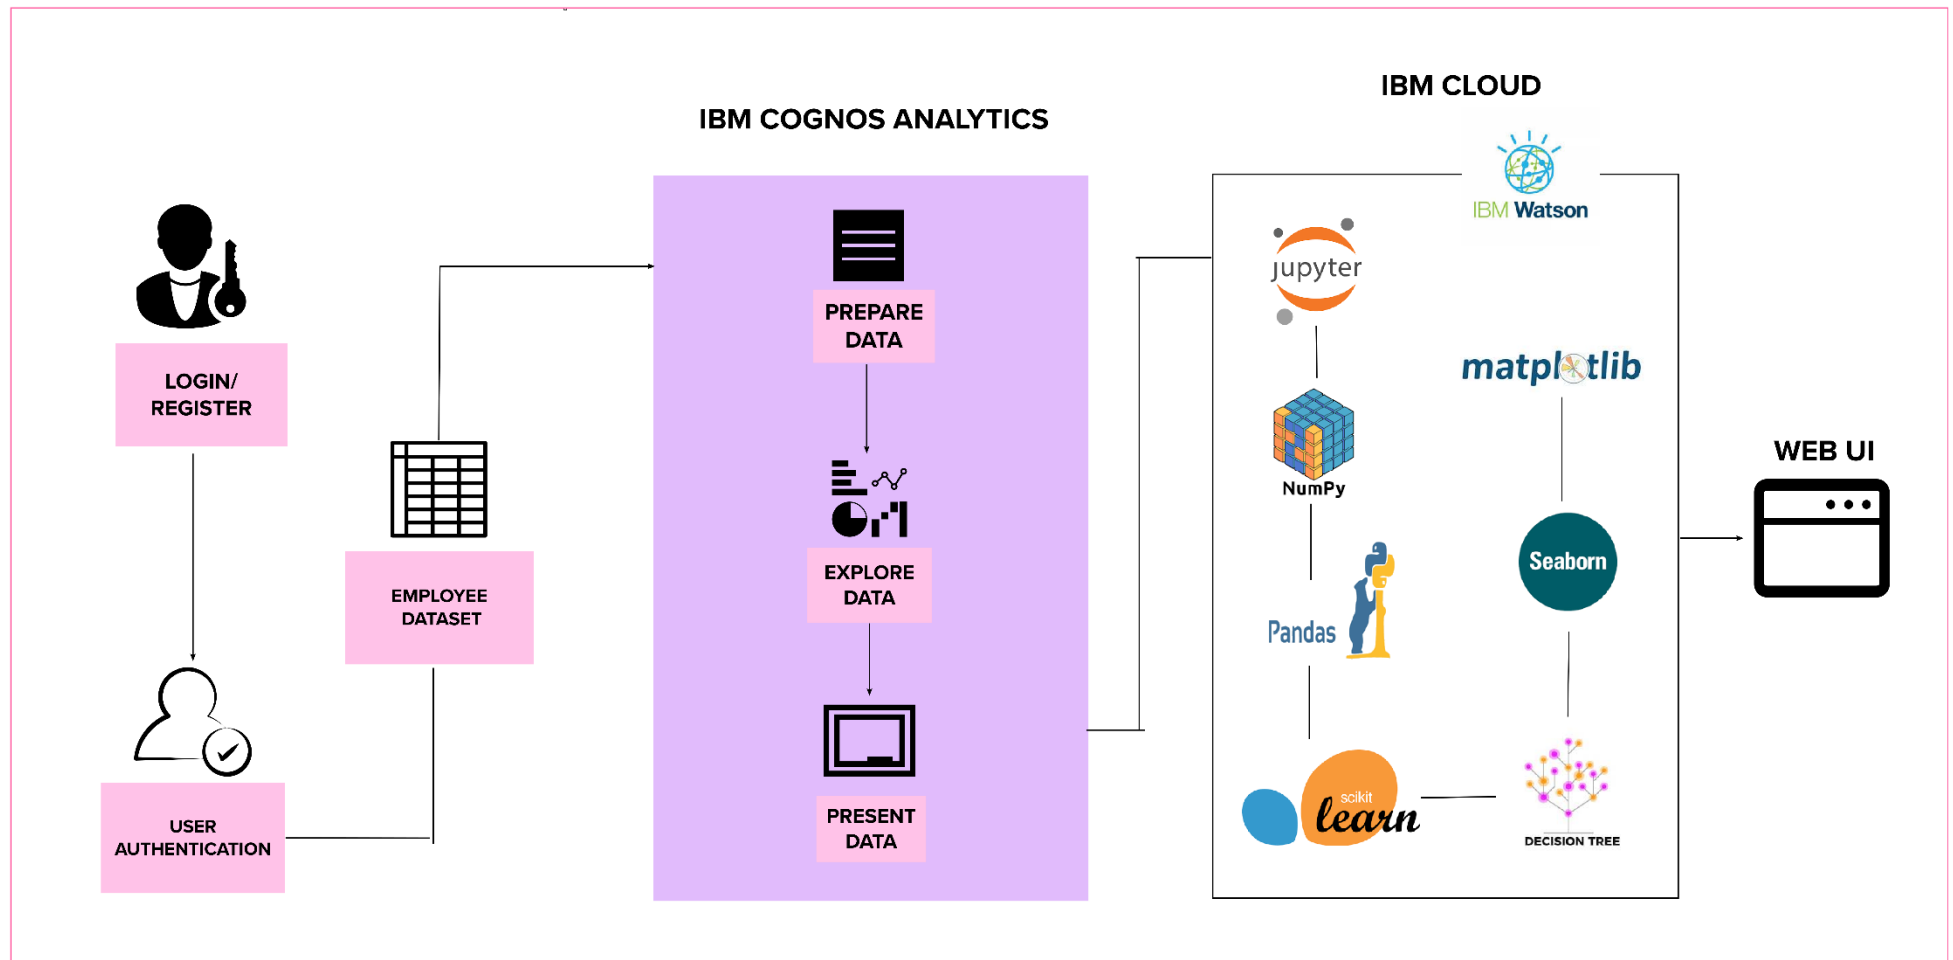 LOGIN/
REGISTER
USER
AUTHENTICATION
EMPLOYEE
DATASET
IBM COGNOS ANALYTICS
PREPARE
DATA
EXPLORE
DATA
PRESENT
DATA
IBM CLOUD
IBM Watson
jupyter
NumPy
Pandas
scikit
learn
matplotlib
Seaborn
DECISION TREE
WEB UI